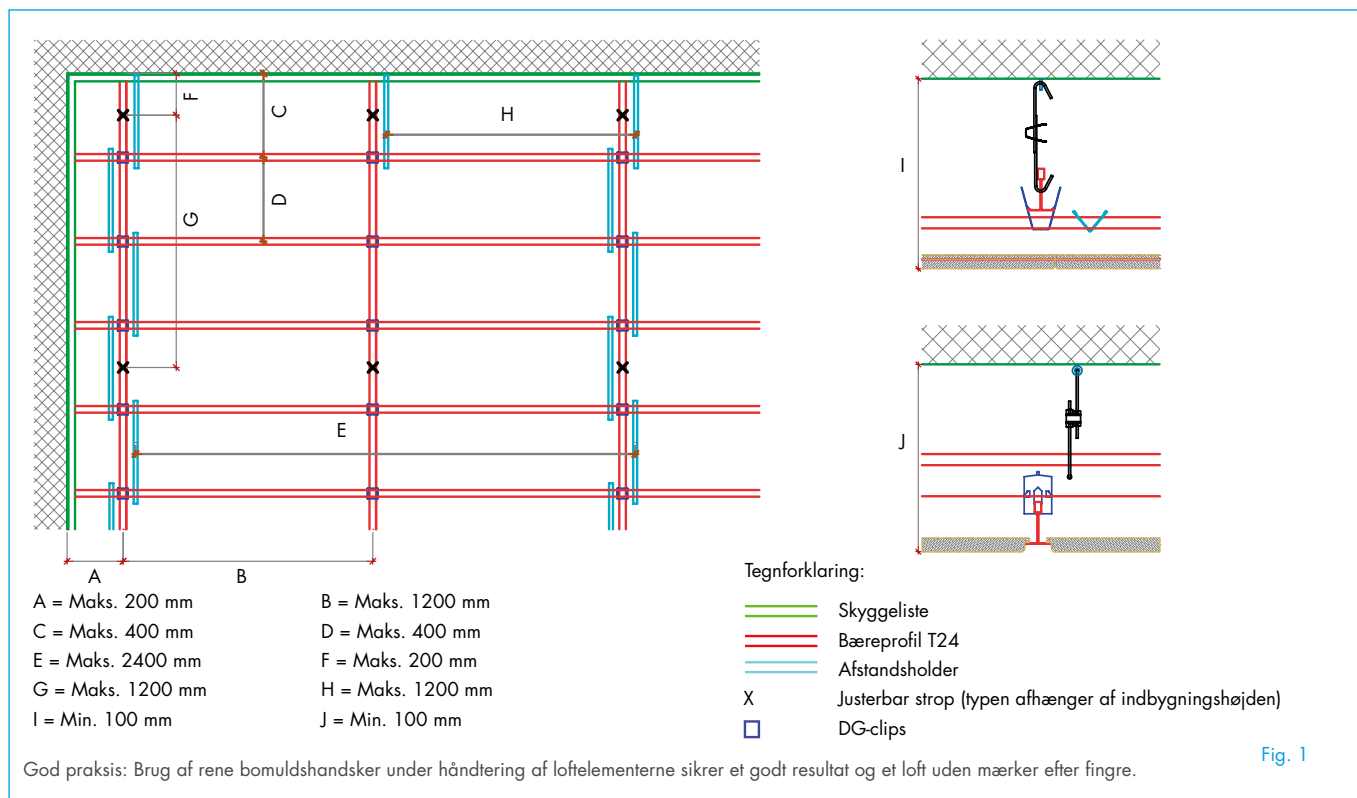 F
C
H
G
D
E
A
B
I
J
A = Maks. 200 mm
B = Maks. 1200 mm
C = Maks. 400 mm
D = Maks. 400 mm
E = Maks. 2400 mm
F = Maks. 200 mm
G = Maks. 1200 mm
H = Maks. 1200 mm
I = Min. 100 mm
J = Min. 100 mm
Tegnforklaring:
Skyggeliste
Bæreprofil T24
Afstandsholder
X Justerbar strop (typen afhænger af indbygningshøjden)
DG-clips
Fig. 1
God praksis: Brug af rene bomuldshandsker under håndtering af loftelementerne sikrer et godt resultat og et loft uden mærker efter fingre.